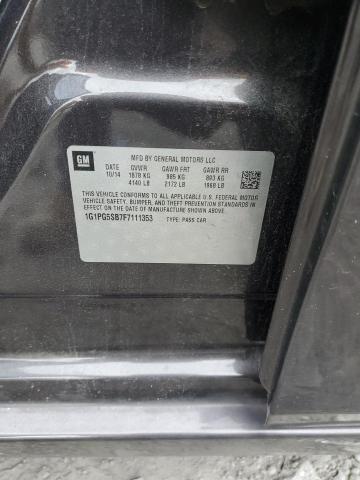 GM
MFD BY GENERAL MOTORS LLC
DATE GVWR GAWR FRT GAWR RR
10/14 1878 KG 985 KG 893 KG
4140 LB 2172 LB 1968 LB
THIS VEHICLE CONFORMS TO ALL APPLICABLE U.S. FEDERAL MOTOR
VEHICLE SAFETY, BUMPER, AND THEFT PREVENTION STANDARDS
IN EFFECT ON THE DATE OF MANUFACTURE SHOWN ABOVE.
1G1PG5SB7F7111353
TYPE: PASS CAR